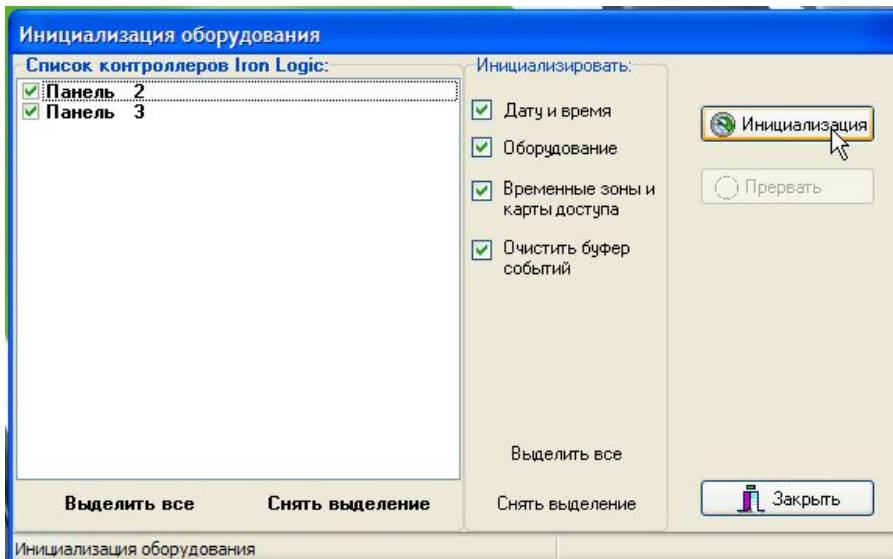 Инициализация оборудования
Список контроллеров Iron Logic:
Панель 2
Панель 3
Выделить все Снять выделение
Инициализировать:
Дату и время
Оборудование
Временные зоны и
карты доступа
Очистить буфер
событий
Выделить все
Снять выделение
Инициализация
Прервать
Закрыть
Инициализация оборудования